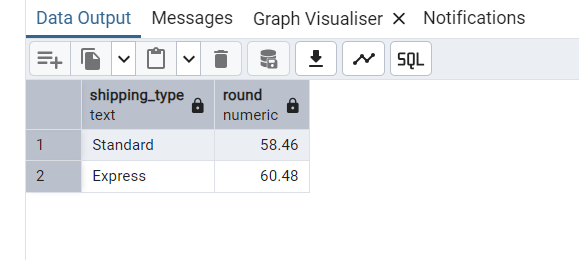 Data Output Messages Graph Visualiser × Notifications
SQL
shipping_type round
text numeric
1 Standard 58.46
2 Express 60.48